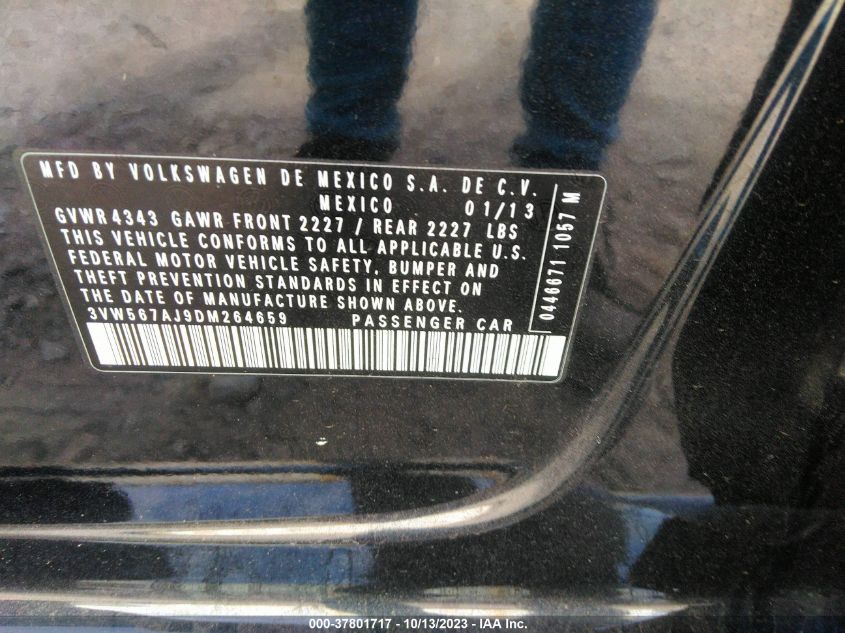 MFD BY VOLKSWAGEN DE MEXICO S.A. DE C.V.
MEXICO 01/13
GVWR 4343 GAWR FRONT 2227 / REAR 2227 LBS
THIS VEHICLE CONFORMS TO ALL APPLICABLE U.S.
FEDERAL MOTOR VEHICLE SAFETY, BUMPER AND
THEFT PREVENTION STANDARDS IN EFFECT ON
THE DATE OF MANUFACTURE SHOWN ABOVE.
3VW567AJ9DM264659 PASSENGER CAR
0446671 1057 M
000-37801717 - 10/13/2023 - IAA Inc.